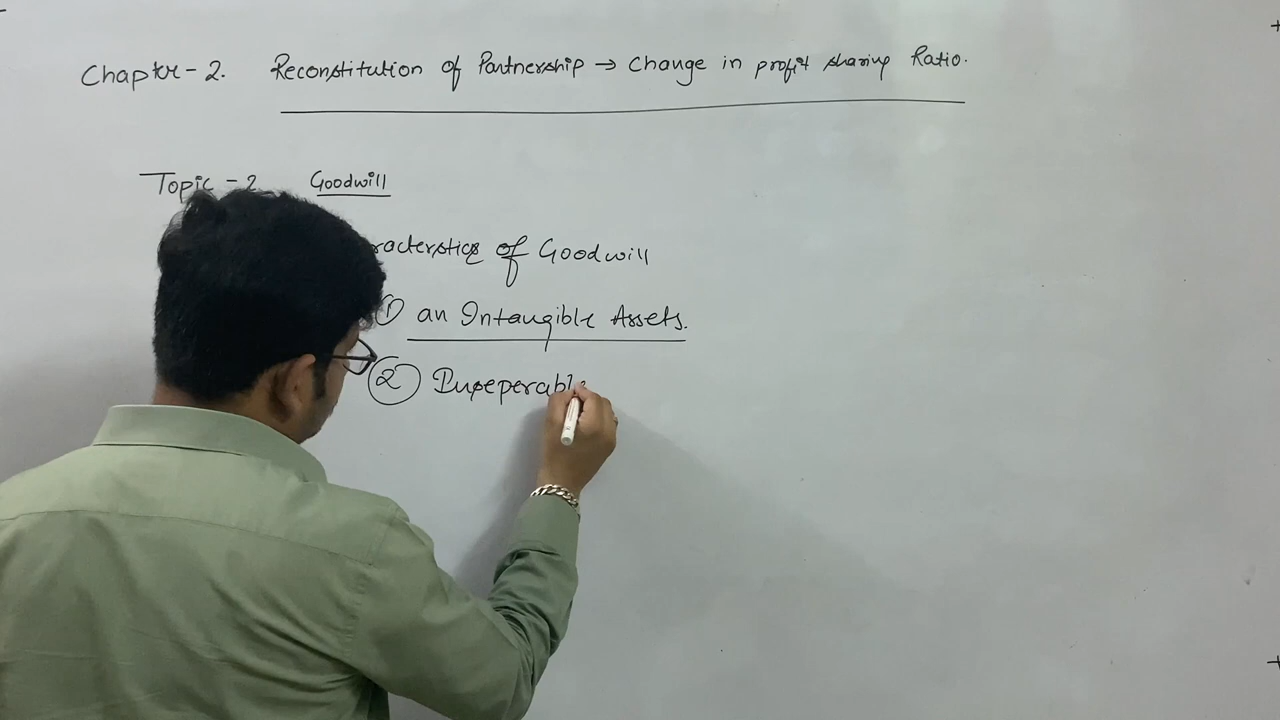 Chapter - 2. Reconstitution of Partnership → Change in profit sharing Ratio.
Topic - 2 Goodwill
racterstics of Goodwill
① an Intangible Assets.
② Inseperable